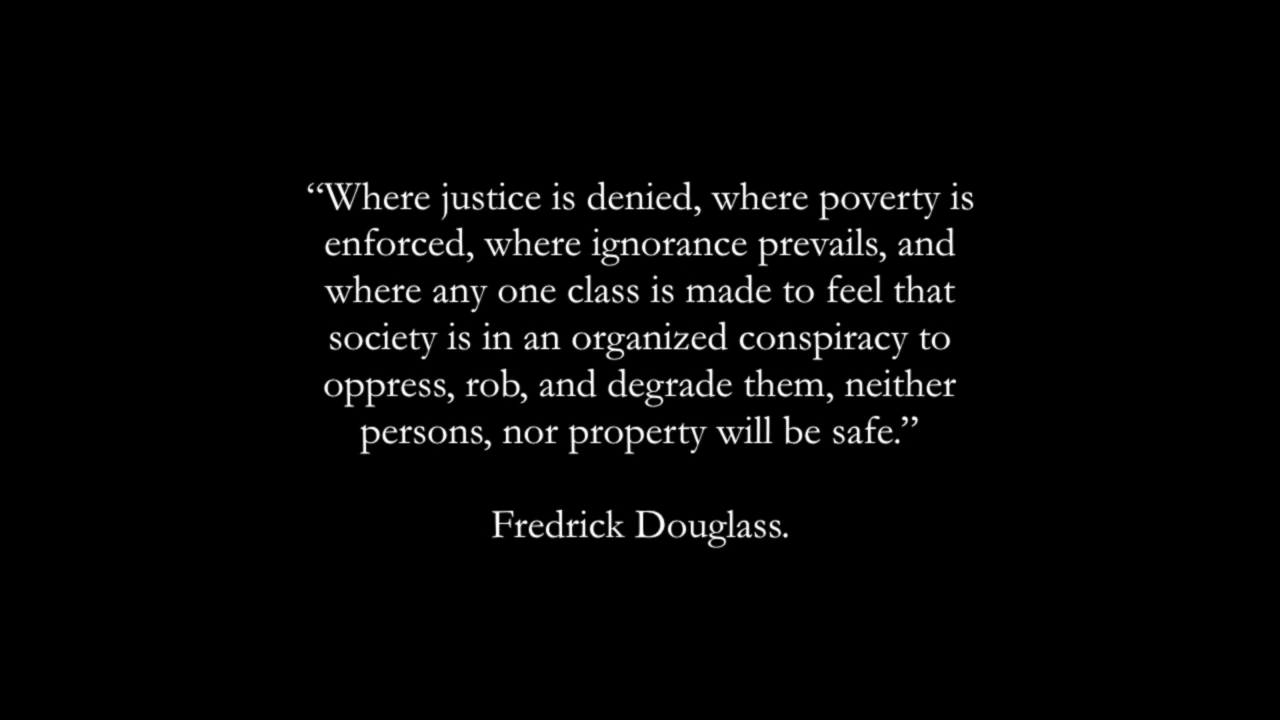 “Where justice is denied, where poverty is
enforced, where ignorance prevails, and
where any one class is made to feel that
society is in an organized conspiracy to
oppress, rob, and degrade them, neither
persons, nor property will be safe.”
Fredrick Douglass.